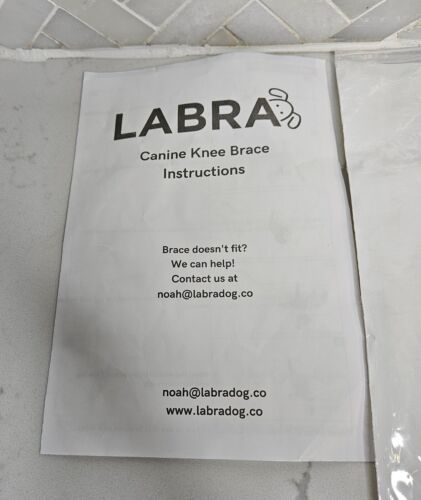 LABRA
Canine Knee Brace
Instructions
Brace doesn't fit?
We can help!
Contact us at
noah@labradog.co
noah@labradog.co
www.labradog.co